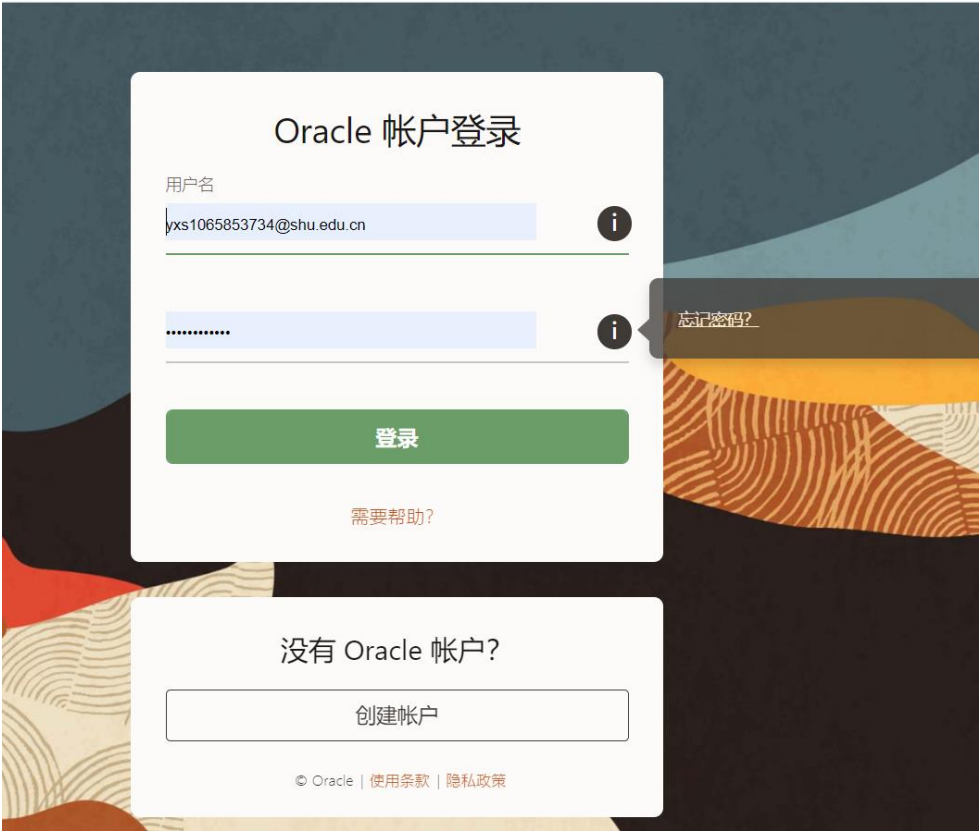 Oracle 帐户登录
用户名
yxs1065853734@shu.edu.cn
i
••••••••••••
i
忘记密码？
登录
需要帮助？
没有 Oracle 帐户？
创建帐户
© Oracle | 使用条款 | 隐私政策